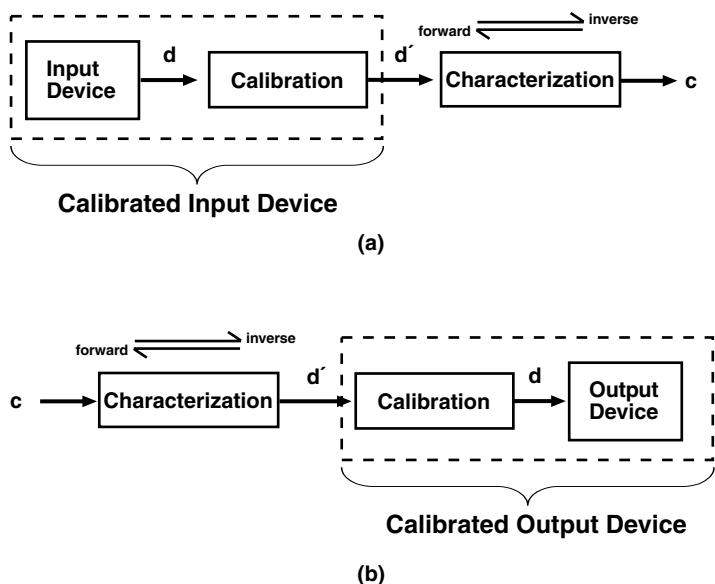 inverse
forward
d
d´
Input
Device
Calibration
Characterization
c
Calibrated Input Device
(a)
inverse
forward
c
Characterization
d´
Calibration
d
Output
Device
Calibrated Output Device
(b)